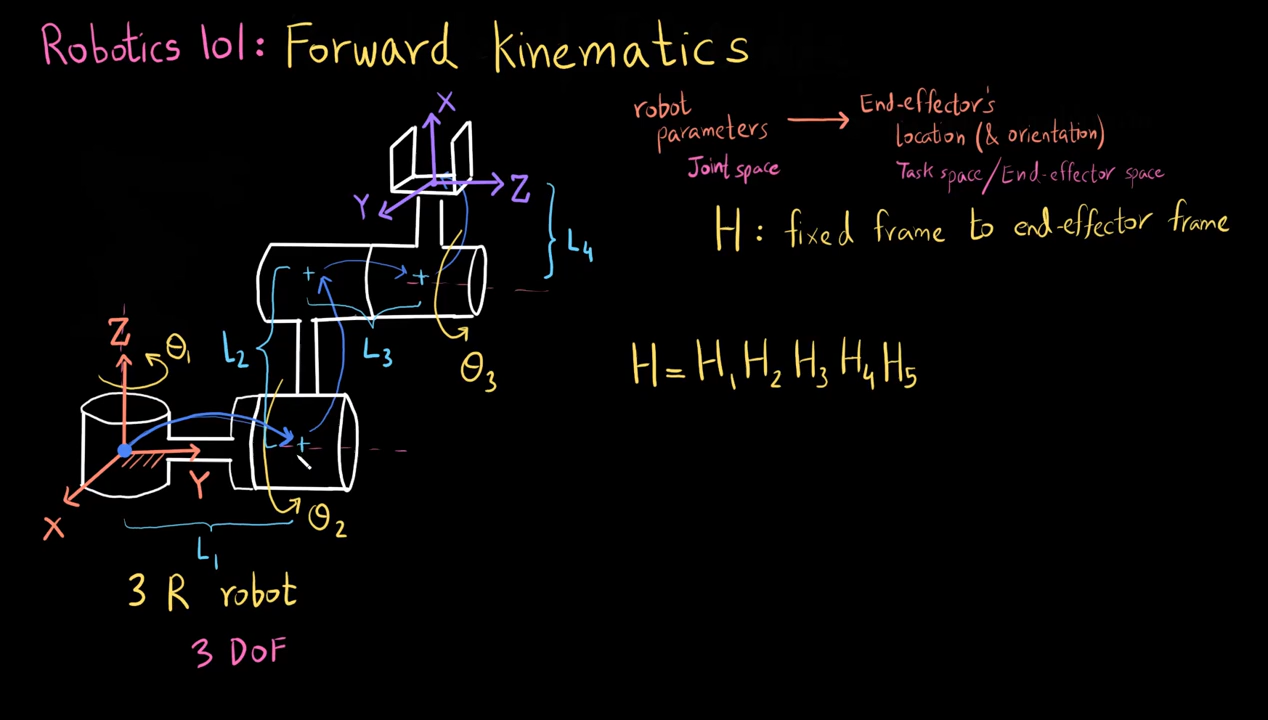 Robotics 101: Forward kinematics
robot
parameters
Joint space
End-effector's
location (& orientation)
Task space/End-effector space
H: fixed frame to end-effector frame
H = H₁ H₂ H₃ H₄ H₅
X
Y
Z
L₄
L₂
L₃
θ₃
Z
θ₁
Y
X
θ₂
L₁
3 R robot
3 DoF